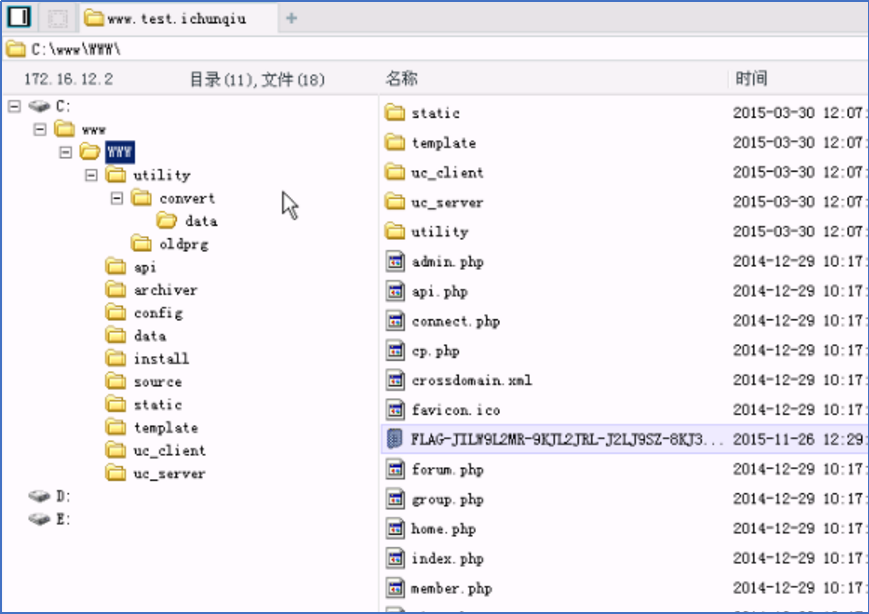 www.test.ichunqiu
C:\www\WWW\
172.16.12.2 目录(11),文件(18) 名称 时间
C:
www
WWW
utility
convert
data
oldprg
api
archiver
config
data
install
source
static
template
uc_client
uc_server
D:
E:
static 2015-03-30 12:07:
template 2015-03-30 12:07:
uc_client 2015-03-30 12:07:
uc_server 2015-03-30 12:07:
utility 2015-03-30 12:07:
admin.php 2014-12-29 10:17:
api.php 2014-12-29 10:17:
connect.php 2014-12-29 10:17:
cp.php 2014-12-29 10:17:
crossdomain.xml 2014-12-29 10:17:
favicon.ico 2014-12-29 10:17:
FLAG-JILW9L2MR-9KJL2JRL-J2LJ9SZ-8KJ3... 2015-11-26 12:29:
forum.php 2014-12-29 10:17:
group.php 2014-12-29 10:17:
home.php 2014-12-29 10:17:
index.php 2014-12-29 10:17:
member.php 2014-12-29 10:17: